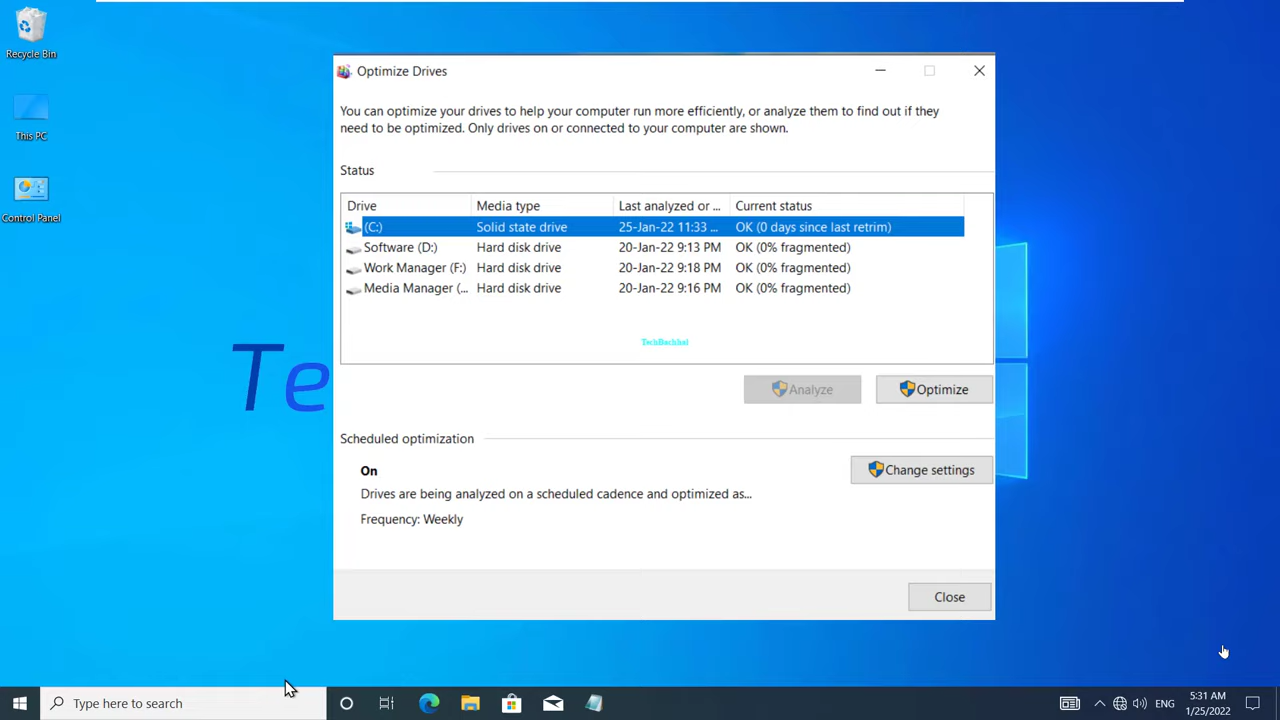 Recycle Bin
This PC
Control Panel
Te
Optimize Drives
You can optimize your drives to help your computer run more efficiently, or analyze them to find out if they
need to be optimized. Only drives on or connected to your computer are shown.
Status
Drive Media type Last analyzed or ... Current status
(C:) Solid state drive 25-Jan-22 11:33 ... OK (0 days since last retrim)
Software (D:) Hard disk drive 20-Jan-22 9:13 PM OK (0% fragmented)
Work Manager (F:) Hard disk drive 20-Jan-22 9:18 PM OK (0% fragmented)
Media Manager (... Hard disk drive 20-Jan-22 9:16 PM OK (0% fragmented)
TechBachhal
Analyze Optimize
Scheduled optimization
On
Change settings
Drives are being analyzed on a scheduled cadence and optimized as...
Frequency: Weekly
Close
Type here to search
ENG
5:31 AM
1/25/2022